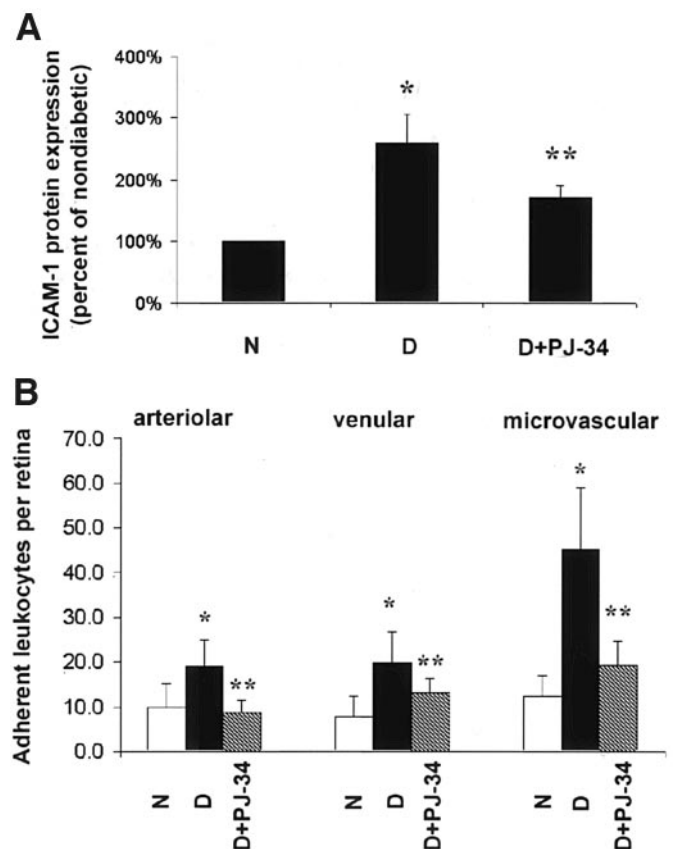 A
ICAM-1 protein expression
(percent of nondiabetic)
400%
300%
200%
100%
0%
*
**
N D D+PJ-34
B
arteriolar venular microvascular
Adherent leukocytes per retina
70.0
60.0
50.0
40.0
30.0
20.0
10.0
0.0
*
**
*
**
*
**
N D D+PJ-34 N D D+PJ-34 N D D+PJ-34